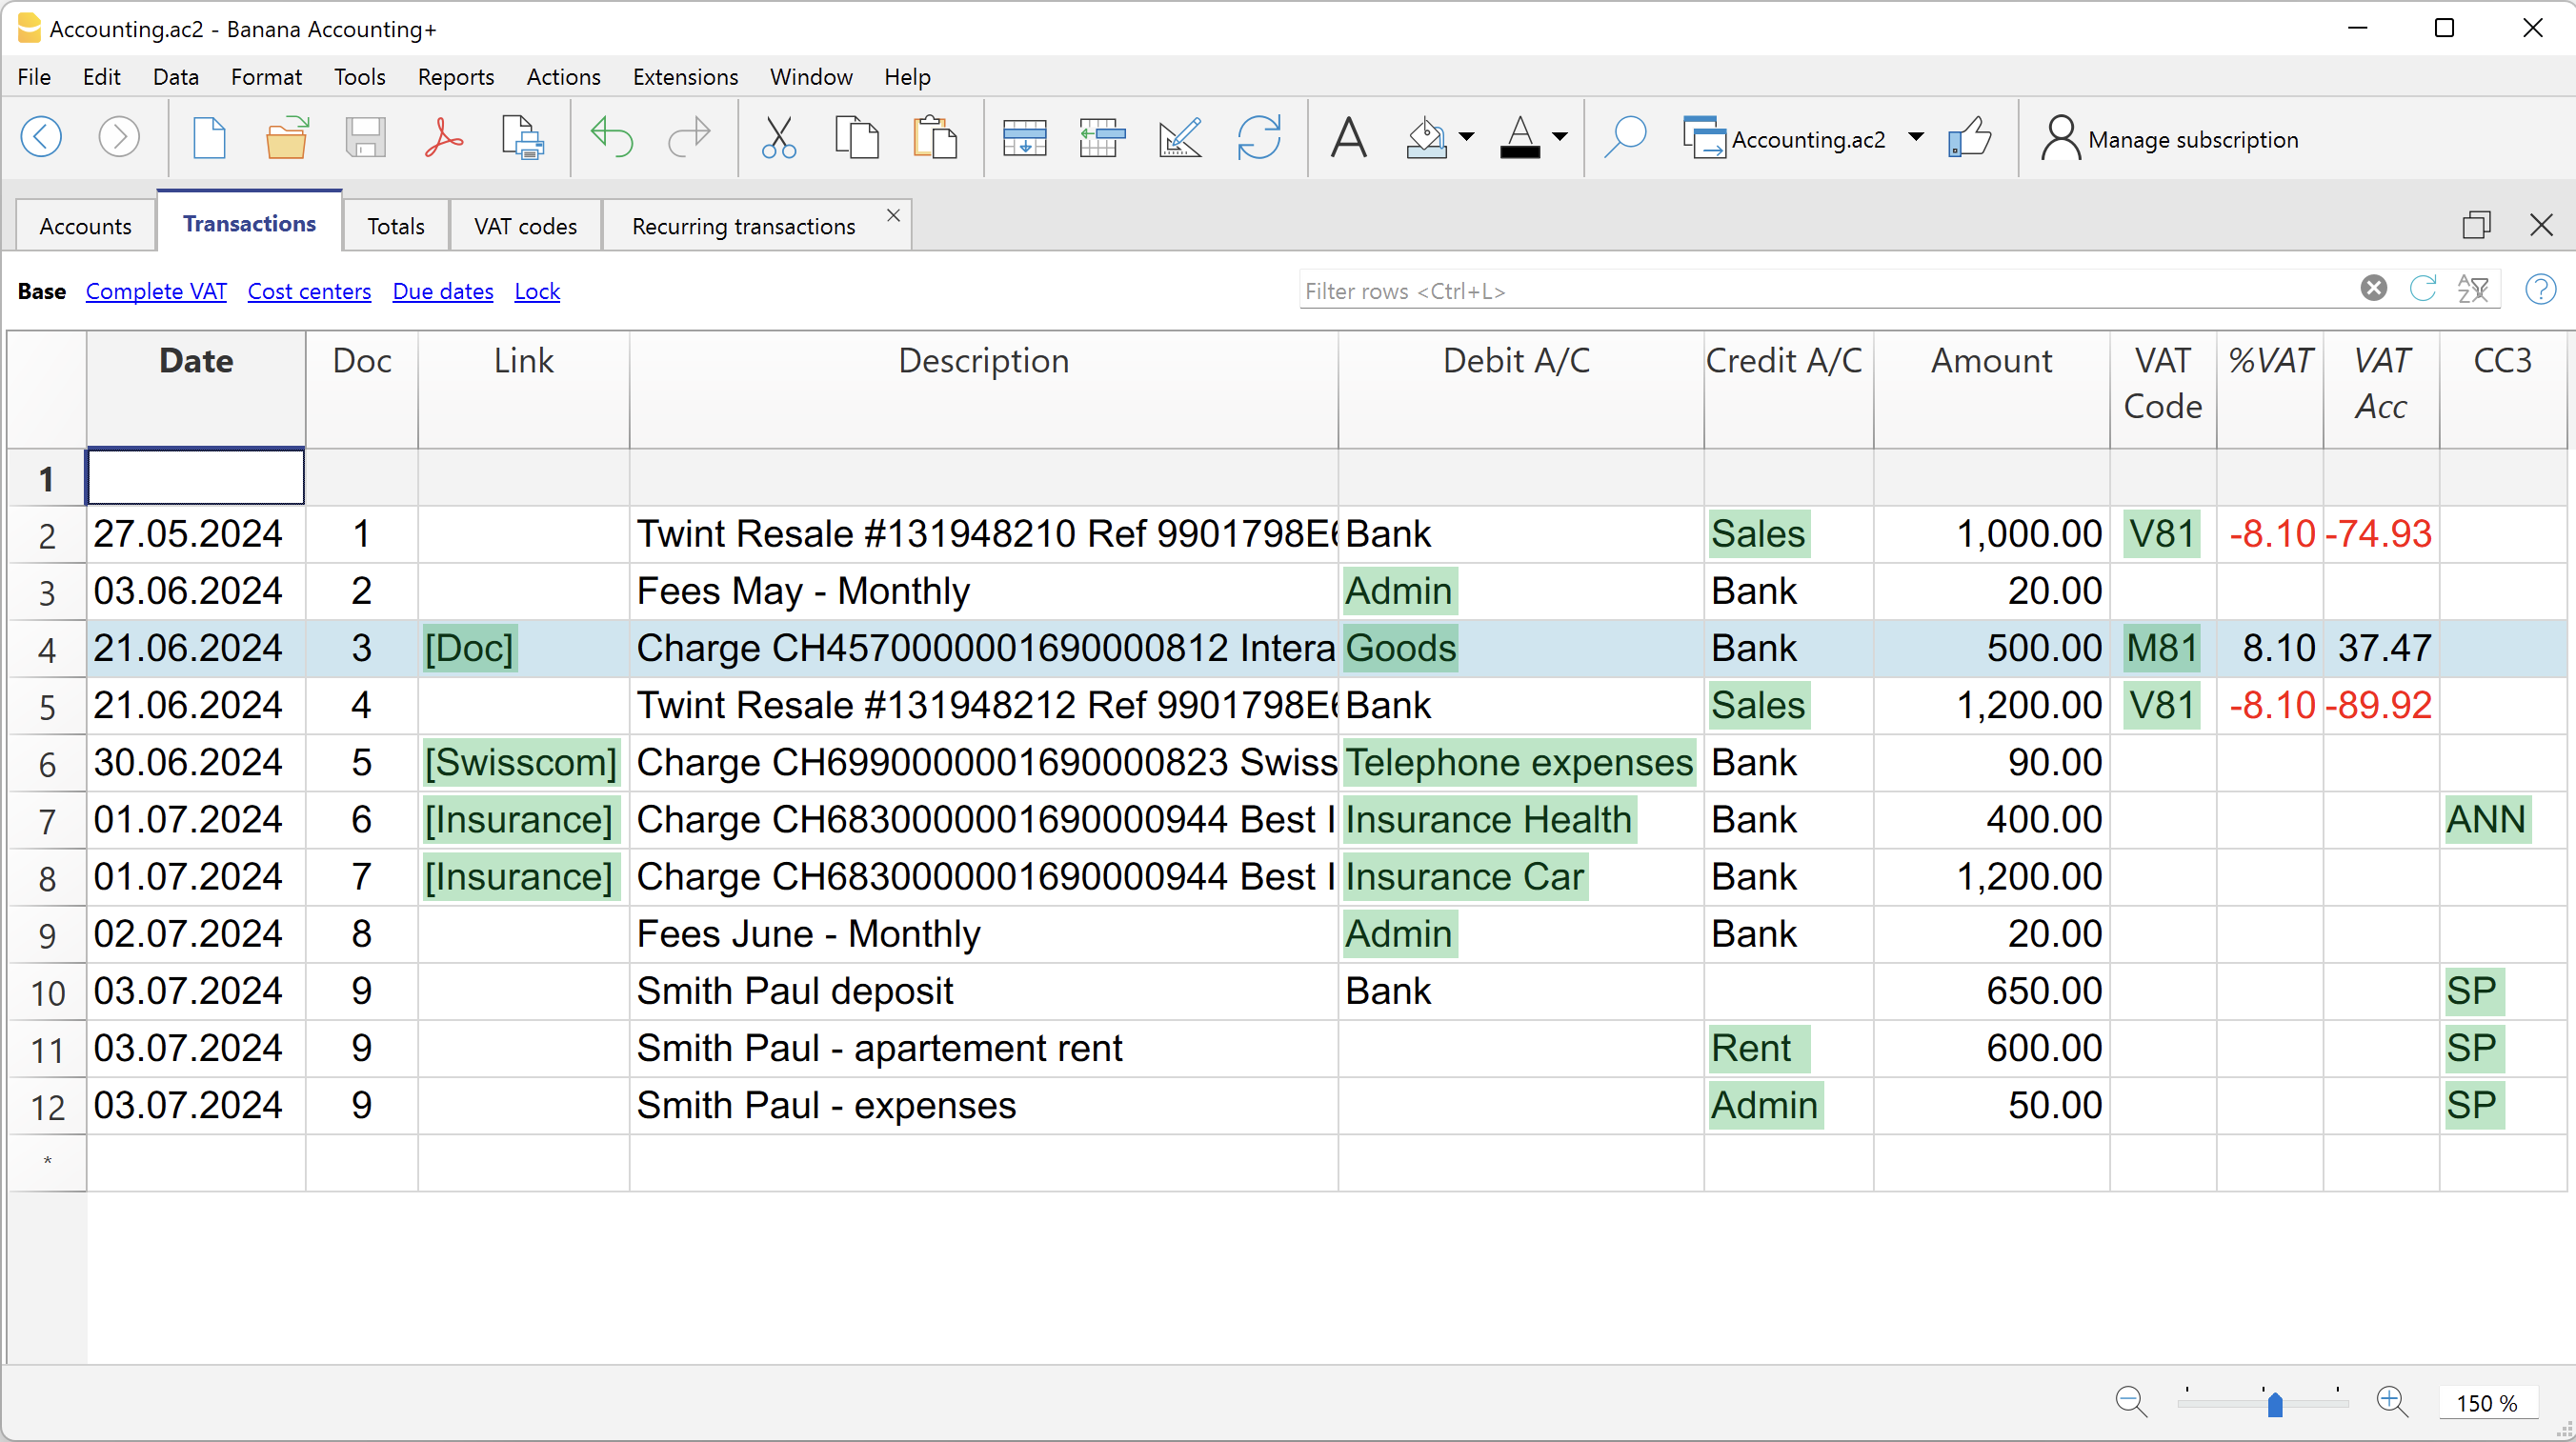 Accounting.ac2 - Banana Accounting+
File Edit Data Format Tools Reports Actions Extensions Window Help
A A Accounting.ac2 Manage subscription
Accounts Transactions Totals VAT codes Recurring transactions
Base Complete VAT Cost centers Due dates Lock Filter rows <Ctrl+L> AZ ?
Date Doc Link Description Debit A/C Credit A/C Amount VAT Code %VAT VAT Acc CC3
1
2 27.05.2024 1 Twint Resale #131948210 Ref 9901798E Bank Sales 1,000.00 V81 -8.10 -74.93
3 03.06.2024 2 Fees May - Monthly Admin Bank 20.00
4 21.06.2024 3 [Doc] Charge CH4570000001690000812 Intera Goods Bank 500.00 M81 8.10 37.47
5 21.06.2024 4 Twint Resale #131948212 Ref 9901798E Bank Sales 1,200.00 V81 -8.10 -89.92
6 30.06.2024 5 [Swisscom] Charge CH6990000001690000823 Swiss Telephone expenses Bank 90.00
7 01.07.2024 6 [Insurance] Charge CH6830000001690000944 Best I Insurance Health Bank 400.00 ANN
8 01.07.2024 7 [Insurance] Charge CH6830000001690000944 Best I Insurance Car Bank 1,200.00
9 02.07.2024 8 Fees June - Monthly Admin Bank 20.00
10 03.07.2024 9 Smith Paul deposit Bank 650.00 SP
11 03.07.2024 9 Smith Paul - apartement rent Rent 600.00 SP
12 03.07.2024 9 Smith Paul - expenses Admin 50.00 SP
*
150 %